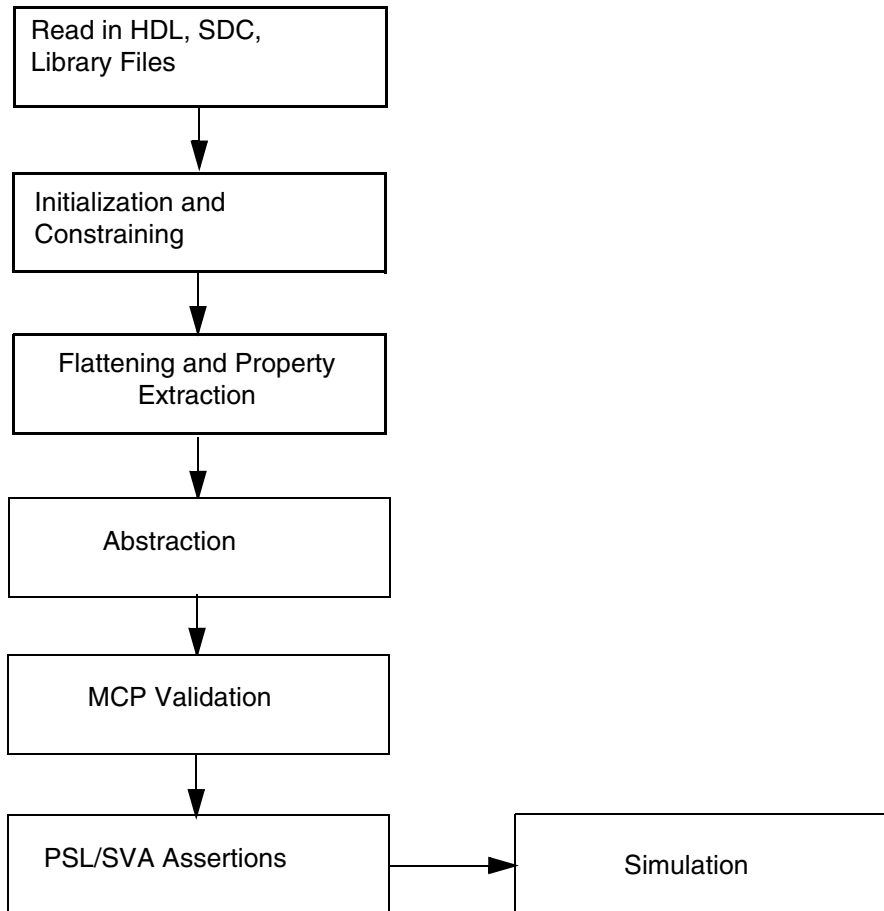 Read in HDL, SDC,
Library Files
Initialization and
Constraining
Flattening and Property
Extraction
Abstraction
MCP Validation
PSL/SVA Assertions
Simulation